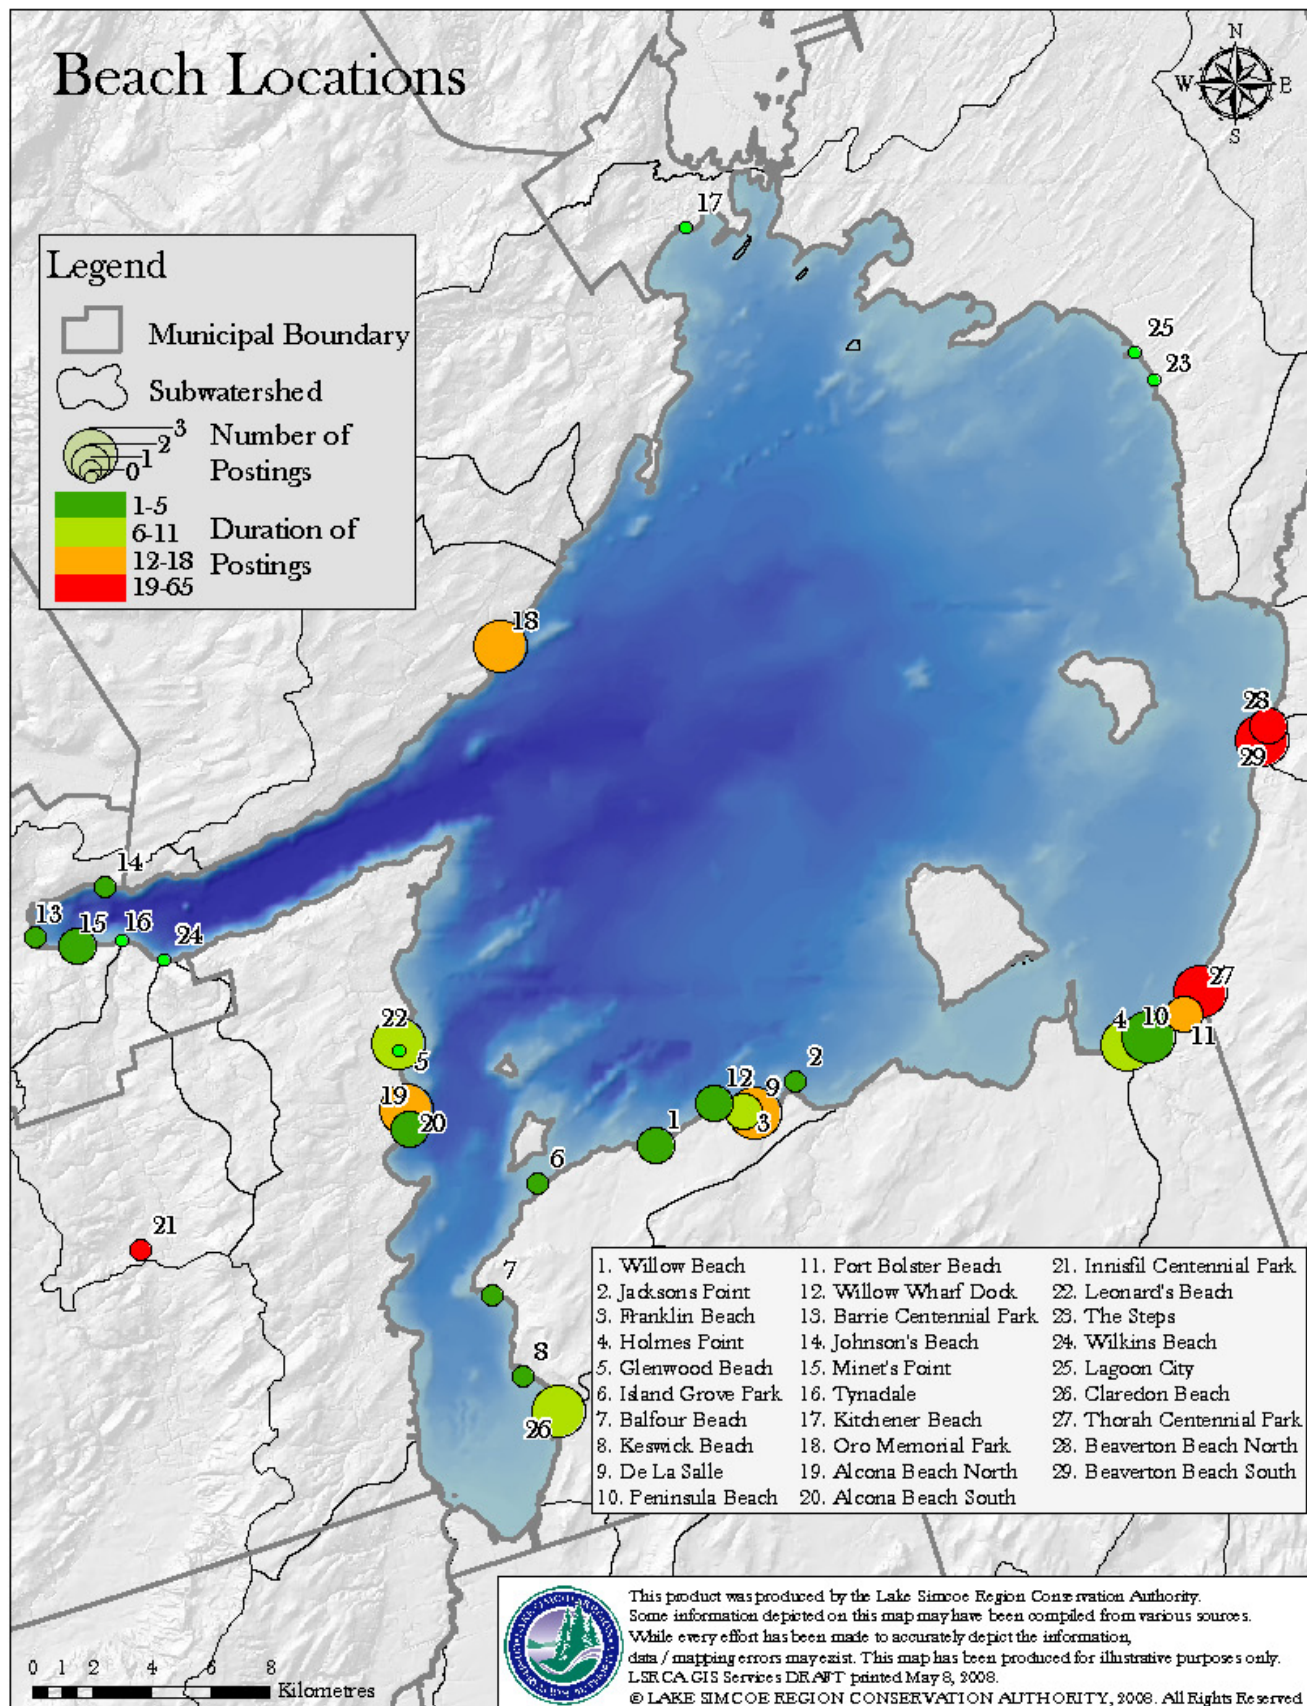 Beach Locations
N
W E
S
17
25
23
Legend
Municipal Boundary
Subwatershed
3
2
1
0
Number of
Postings
1-5
6-11
12-18
19-65
Duration of
Postings
18
28
29
14
13
15
16
24
27
22
5
4
10
11
2
19
20
12
9
3
1
6
21
7
8
26
1. Willow Beach
2. Jacksons Point
3. Franklin Beach
4. Holmes Point
5. Glenwood Beach
6. Island Grove Park
7. Balfour Beach
8. Keswick Beach
9. De La Salle
10. Peninsula Beach
11. Port Bolster Beach
12. Willow Wharf Dock
13. Barrie Centennial Park
14. Johnson's Beach
15. Minet's Point
16. Tynadale
17. Kitchener Beach
18. Oro Memorial Park
19. Alcona Beach North
20. Alcona Beach South
21. Innisfil Centennial Park
22. Leonard's Beach
23. The Steps
24. Wilkins Beach
25. Lagoon City
26. Claredon Beach
27. Thorah Centennial Park
28. Beaverton Beach North
29. Beaverton Beach South
0 1 2 4 6 8
Kilometres
This product was produced by the Lake Simcoe Region Conservation Authority.
Some information depicted on this map may have been compiled from various sources.
While every effort has been made to accurately depict the information,
data / mapping errors may exist. This map has been produced for illustrative purposes only.
LSRCA GIS Services DRAFT printed May 8, 2008.
© LAKE SIMCOE REGION CONSERVATION AUTHORITY, 2008. All Rights Reserved